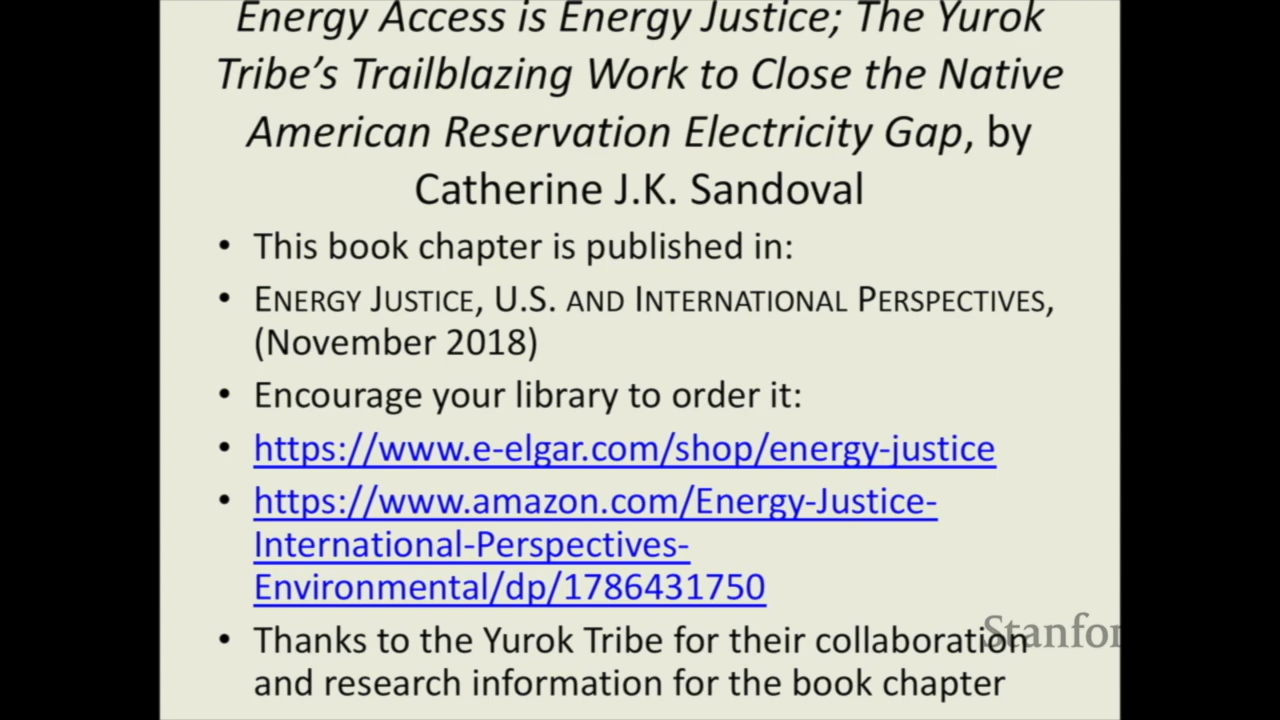 Energy Access is Energy Justice; The Yurok
Tribe’s Trailblazing Work to Close the Native
American Reservation Electricity Gap, by
Catherine J.K. Sandoval
• This book chapter is published in:
• ENERGY JUSTICE, U.S. AND INTERNATIONAL PERSPECTIVES,
(November 2018)
• Encourage your library to order it:
• https://www.e-elgar.com/shop/energy-justice
• https://www.amazon.com/Energy-Justice-
International-Perspectives-
Environmental/dp/1786431750
• Thanks to the Yurok Tribe for their collaboration
and research information for the book chapter
Stanfor